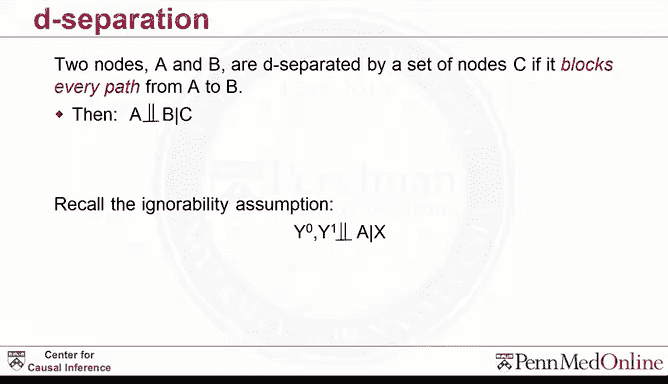 d-separation
Two nodes, A and B, are d-separated by a set of nodes C if it blocks
every path from A to B.
Then: A⫫B|C
Recall the ignorability assumption:
Y⁰,Y¹⫫ A|X
Center for
Causal Inference
PennMedOnline